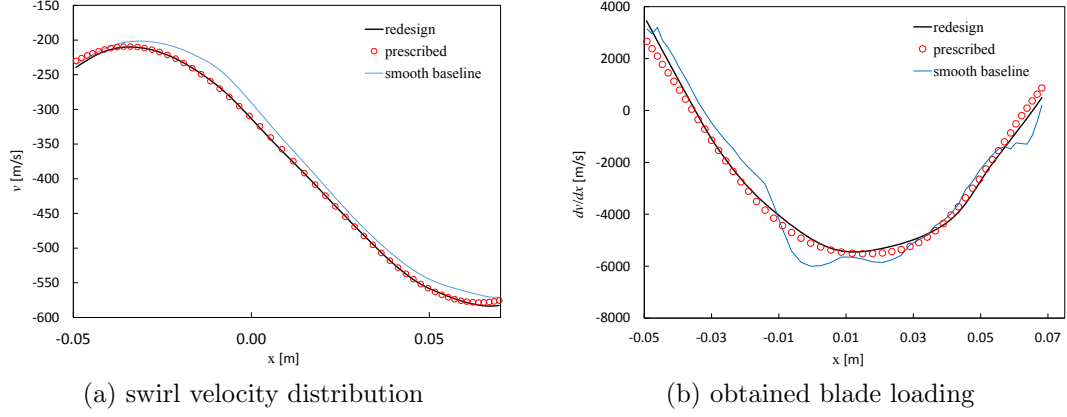 -50
-100
-150
-200
-250
-300
-350
-400
-450
-500
-550
-600
v [m/s]
-0.05
0.00
0.05
x [m]
redesign
prescribed
smooth baseline
(a) swirl velocity distribution
4000
2000
0
-2000
-4000
-6000
-8000
dv/dx [m/s]
-0.05
-0.03
-0.01
0.01
0.03
0.05
0.07
x [m]
redesign
prescribed
smooth baseline
(b) obtained blade loading